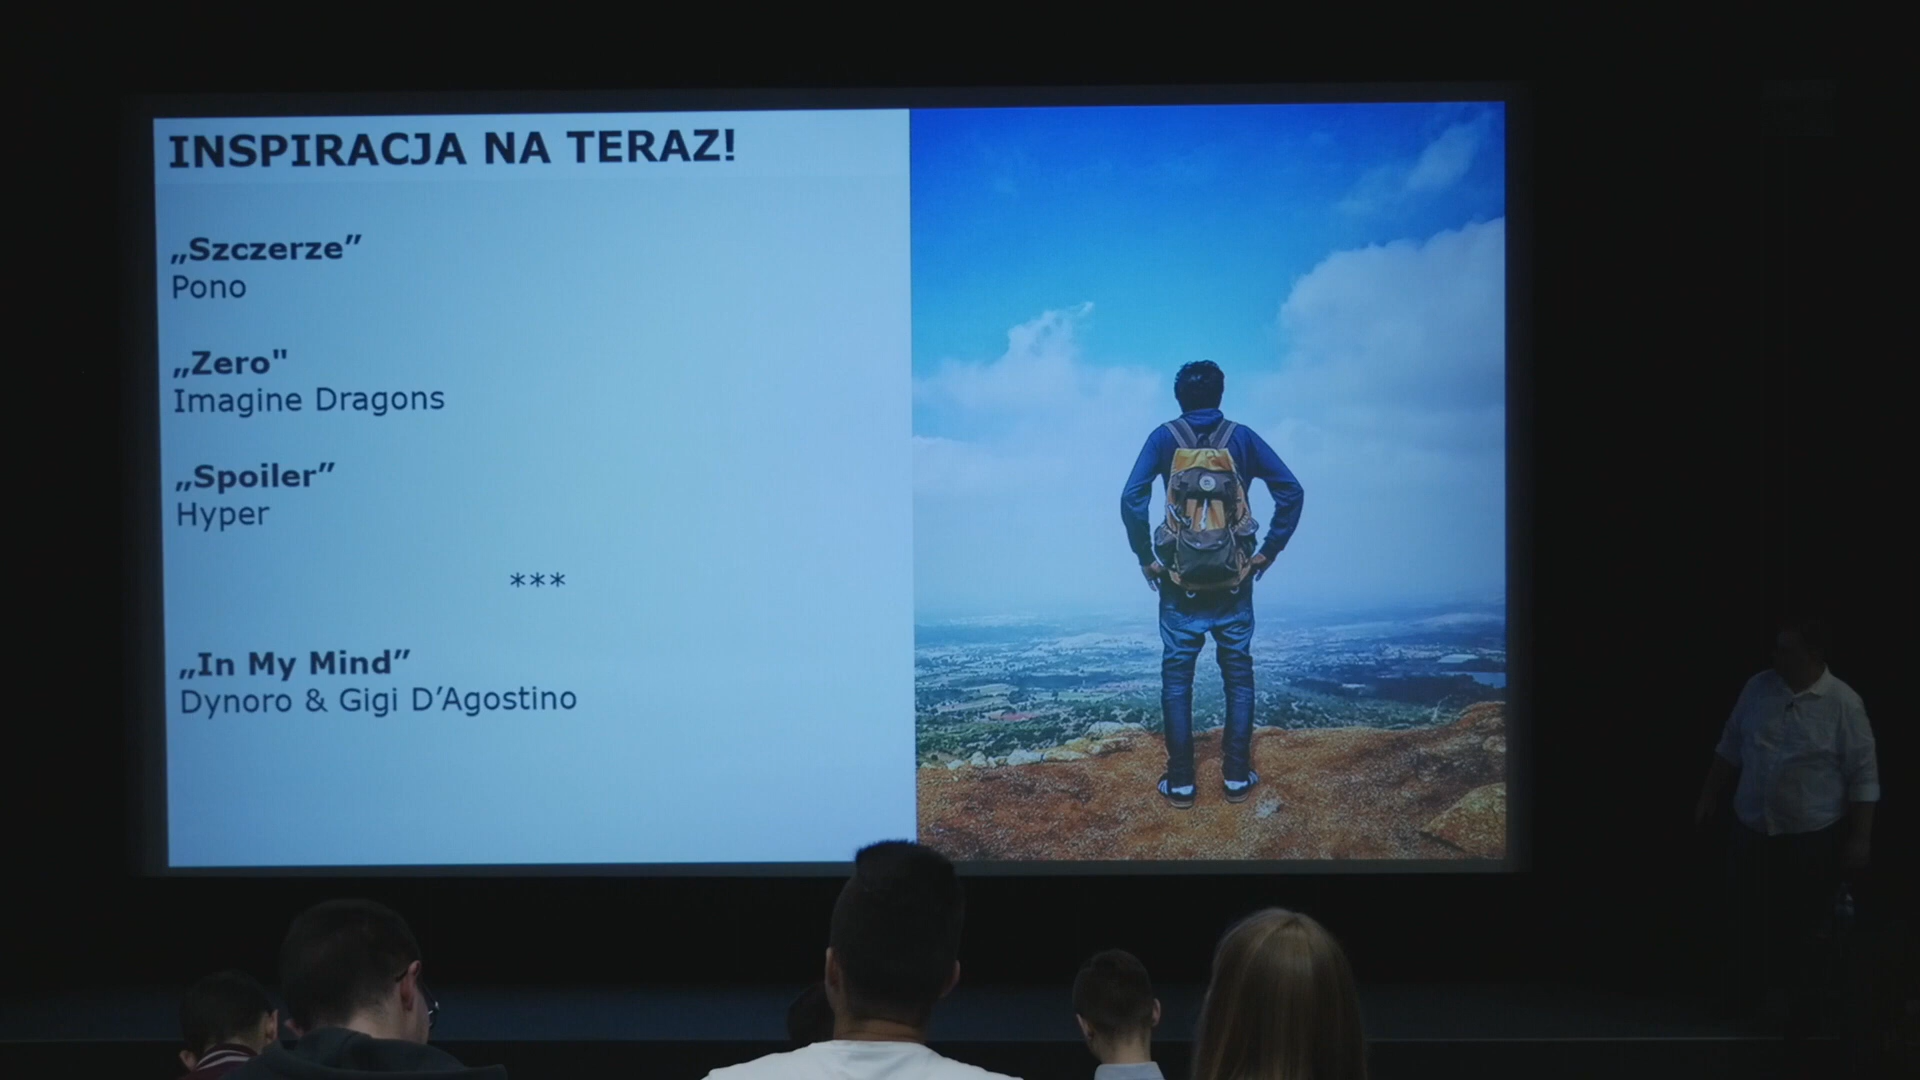 INSPIRACJA NA TERAZ!
„Szczerze”
Pono
„Zero"
Imagine Dragons
„Spoiler”
Hyper
***
„In My Mind”
Dynoro & Gigi D’Agostino